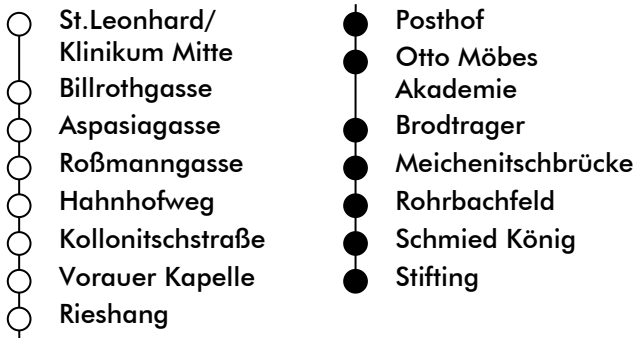 St.Leonhard/
Klinikum Mitte
Billrothgasse
Aspasiagasse
Roßmanngasse
Hahnhofweg
Kollonitschstraße
Vorauer Kapelle
Rieshang
Posthof
Otto Möbes
Akademie
Brodtrager
Meichenitschbrücke
Rohrbachfeld
Schmied König
Stifting